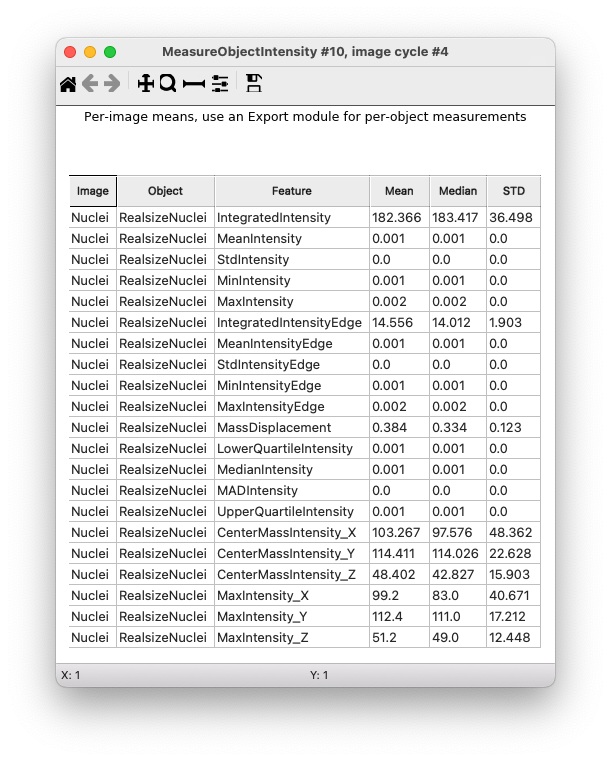 MeasureObjectIntensity #10, image cycle #4
Per-image means, use an Export module for per-object measurements
Image Object Feature Mean Median STD
Nuclei RealsizeNuclei IntegratedIntensity 182.366 183.417 36.498
Nuclei RealsizeNuclei MeanIntensity 0.001 0.001 0.0
Nuclei RealsizeNuclei StdIntensity 0.0 0.0 0.0
Nuclei RealsizeNuclei MinIntensity 0.001 0.001 0.0
Nuclei RealsizeNuclei MaxIntensity 0.002 0.002 0.0
Nuclei RealsizeNuclei IntegratedIntensityEdge 14.556 14.012 1.903
Nuclei RealsizeNuclei MeanIntensityEdge 0.001 0.001 0.0
Nuclei RealsizeNuclei StdIntensityEdge 0.0 0.0 0.0
Nuclei RealsizeNuclei MinIntensityEdge 0.001 0.001 0.0
Nuclei RealsizeNuclei MaxIntensityEdge 0.002 0.002 0.0
Nuclei RealsizeNuclei MassDisplacement 0.384 0.334 0.123
Nuclei RealsizeNuclei LowerQuartileIntensity 0.001 0.001 0.0
Nuclei RealsizeNuclei MedianIntensity 0.001 0.001 0.0
Nuclei RealsizeNuclei MADIntensity 0.0 0.0 0.0
Nuclei RealsizeNuclei UpperQuartileIntensity 0.001 0.001 0.0
Nuclei RealsizeNuclei CenterMassIntensity_X 103.267 97.576 48.362
Nuclei RealsizeNuclei CenterMassIntensity_Y 114.411 114.026 22.628
Nuclei RealsizeNuclei CenterMassIntensity_Z 48.402 42.827 15.903
Nuclei RealsizeNuclei MaxIntensity_X 99.2 83.0 40.671
Nuclei RealsizeNuclei MaxIntensity_Y 112.4 111.0 17.212
Nuclei RealsizeNuclei MaxIntensity_Z 51.2 49.0 12.448
X: 1 Y: 1